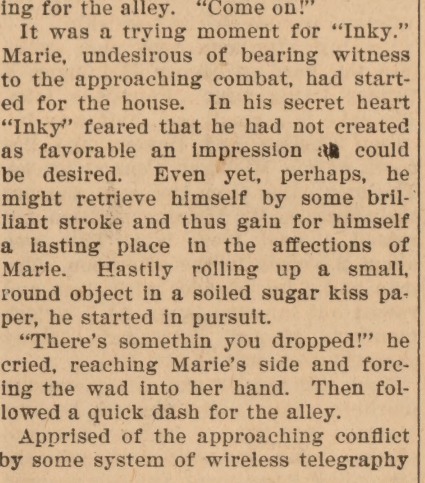 ing for the alley. "Come on!"
It was a trying moment for "Inky."
Marie, undesirous of bearing witness
to the approaching combat, had start-
ed for the house. In his secret heart
"Inky" feared that he had not created
as favorable an impression as could
be desired. Even yet, perhaps, he
might retrieve himself by some bril-
liant stroke and thus gain for himself
a lasting place in the affections of
Marie. Hastily rolling up a small,
round object in a soiled sugar kiss pa-
per, he started in pursuit.
"There's somethin you dropped!" he
cried, reaching Marie's side and forc-
ing the wad into her hand. Then fol-
lowed a quick dash for the alley.
Apprised of the approaching conflict
by some system of wireless telegraphy